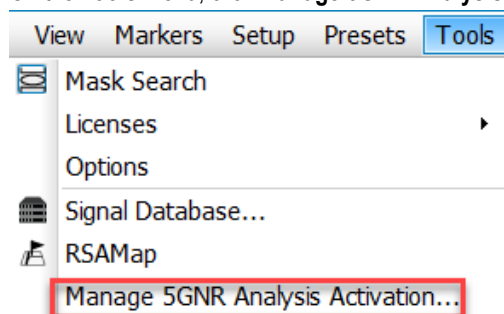 View Markers Setup Presets Tools
Mask Search
Licenses
Options
Signal Database...
RSAMap
Manage 5GNR Analysis Activation...